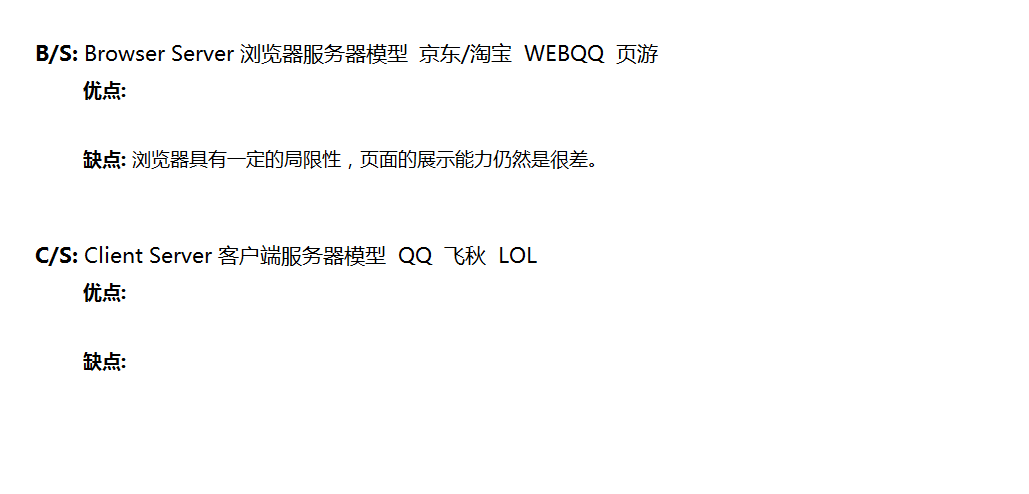 B/S: Browser Server 浏览器服务器模型 京东/淘宝 WEBQQ 页游
优点:
缺点: 浏览器具有一定的局限性，页面的展示能力仍然是很差。
C/S: Client Server 客户端服务器模型 QQ 飞秋 LOL
优点:
缺点: